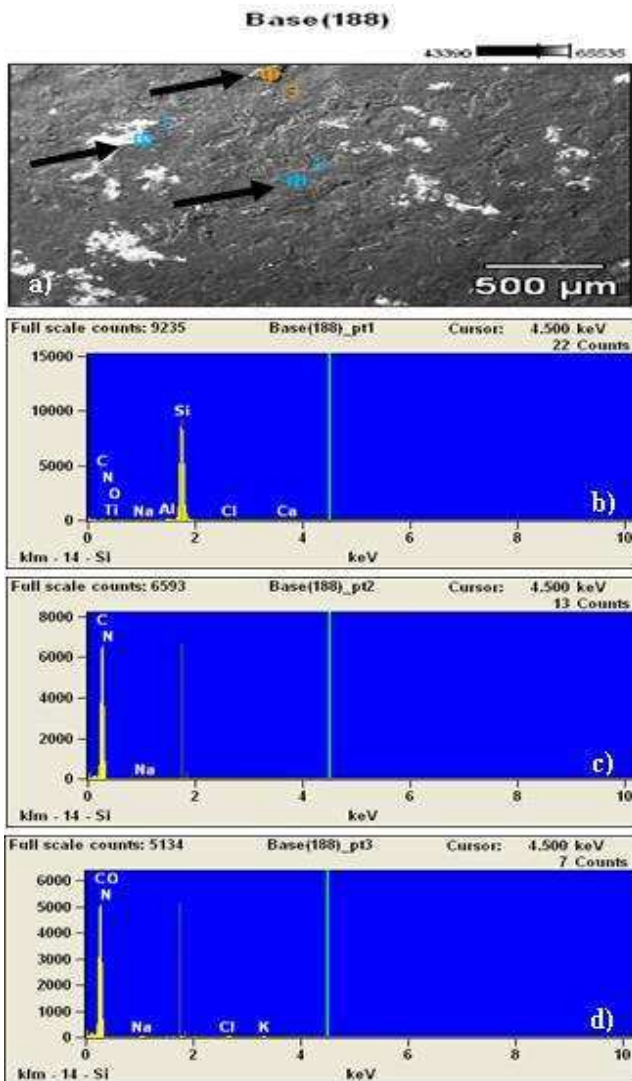 Base(188)
43390 65535
a)
500 µm
Full scale counts: 9235 Base(188)_pt1 Cursor: 4.500 keV
22 Counts
15000
10000
5000
0
Si
C
N
O
Ti Na Al Cl Ca
b)
0 2 4 6 8 10
klm - 14 - Si keV
Full scale counts: 6593 Base(188)_pt2 Cursor: 4.500 keV
13 Counts
8000
6000
4000
2000
0
C
N
Na
c)
0 2 4 6 8 10
klm - 14 - Si keV
Full scale counts: 5134 Base(188)_pt3 Cursor: 4.500 keV
7 Counts
6000
5000
4000
3000
2000
1000
0
C O
N
Na Cl K
d)
0 2 4 6 8 10
klm - 14 - Si keV